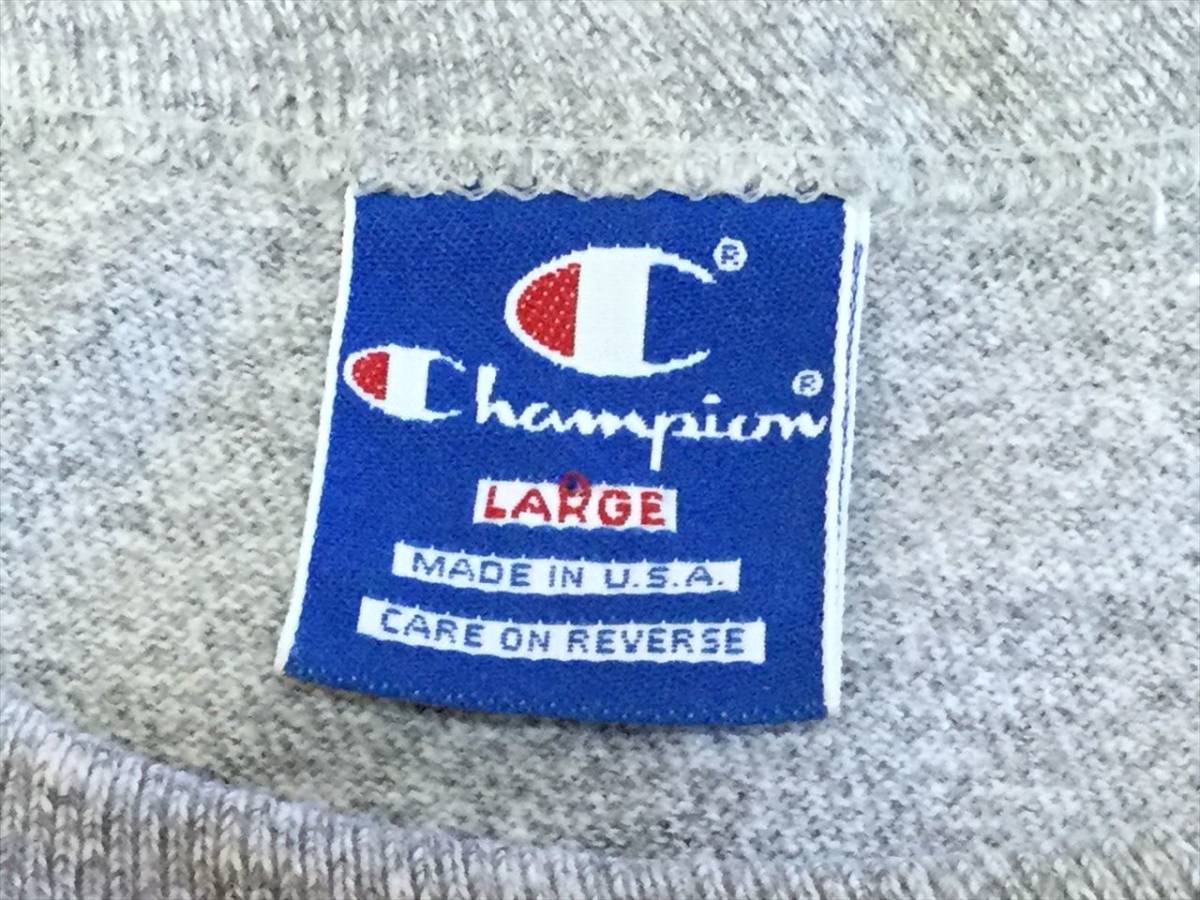 C®
Champion®
LARGE
MADE IN U.S.A.
CARE ON REVERSE